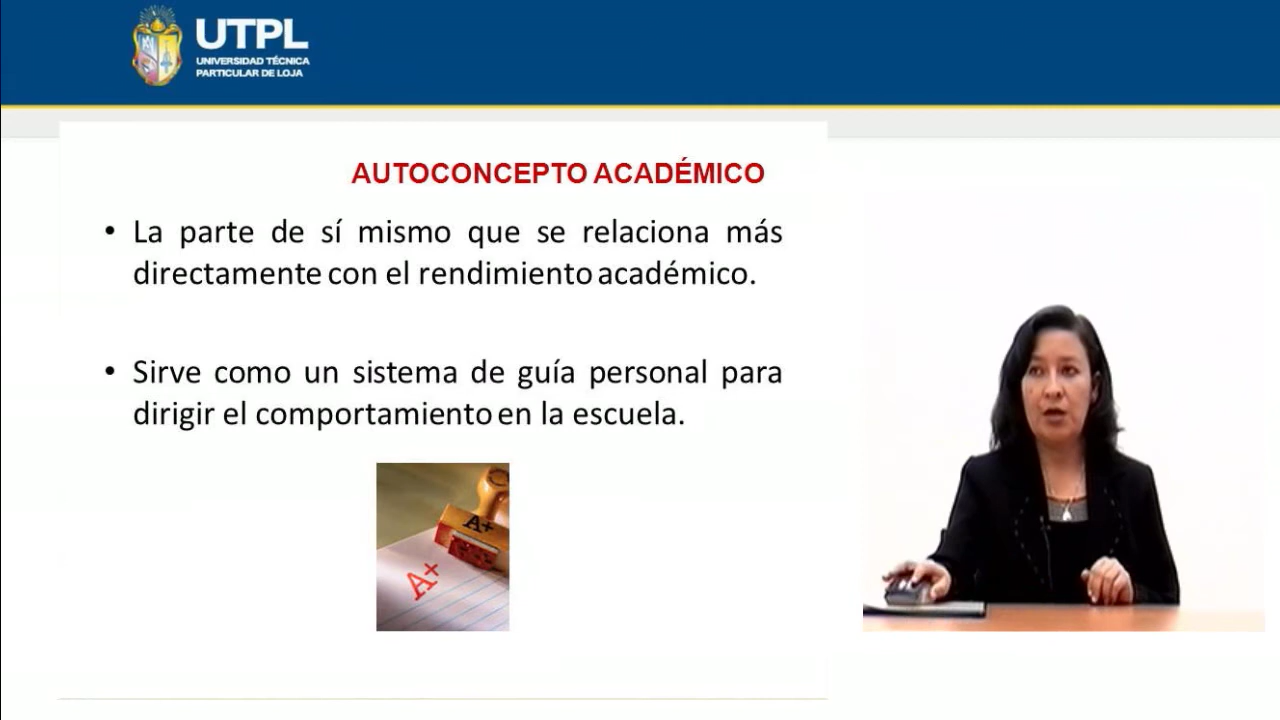 UTPL
UNIVERSIDAD TÉCNICA
PARTICULAR DE LOJA
AUTOCONCEPTO ACADÉMICO
• La parte de sí mismo que se relaciona más
directamente con el rendimiento académico.
• Sirve como un sistema de guía personal para
dirigir el comportamiento en la escuela.
A+
A+